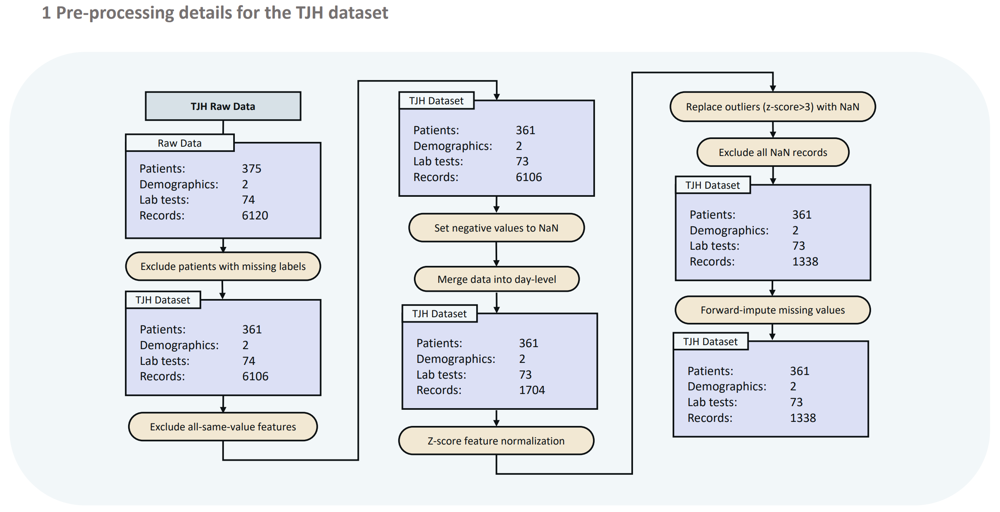 1 Pre-processing details for the TJH dataset
TJH Raw Data
Raw Data
Patients: 375
Demographics: 2
Lab tests: 74
Records: 6120
Exclude patients with missing labels
TJH Dataset
Patients: 361
Demographics: 2
Lab tests: 74
Records: 6106
Exclude all-same-value features
TJH Dataset
Patients: 361
Demographics: 2
Lab tests: 73
Records: 6106
Set negative values to NaN
Merge data into day-level
TJH Dataset
Patients: 361
Demographics: 2
Lab tests: 73
Records: 1704
Z-score feature normalization
Replace outliers (z-score>3) with NaN
Exclude all NaN records
TJH Dataset
Patients: 361
Demographics: 2
Lab tests: 73
Records: 1338
Forward-impute missing values
TJH Dataset
Patients: 361
Demographics: 2
Lab tests: 73
Records: 1338